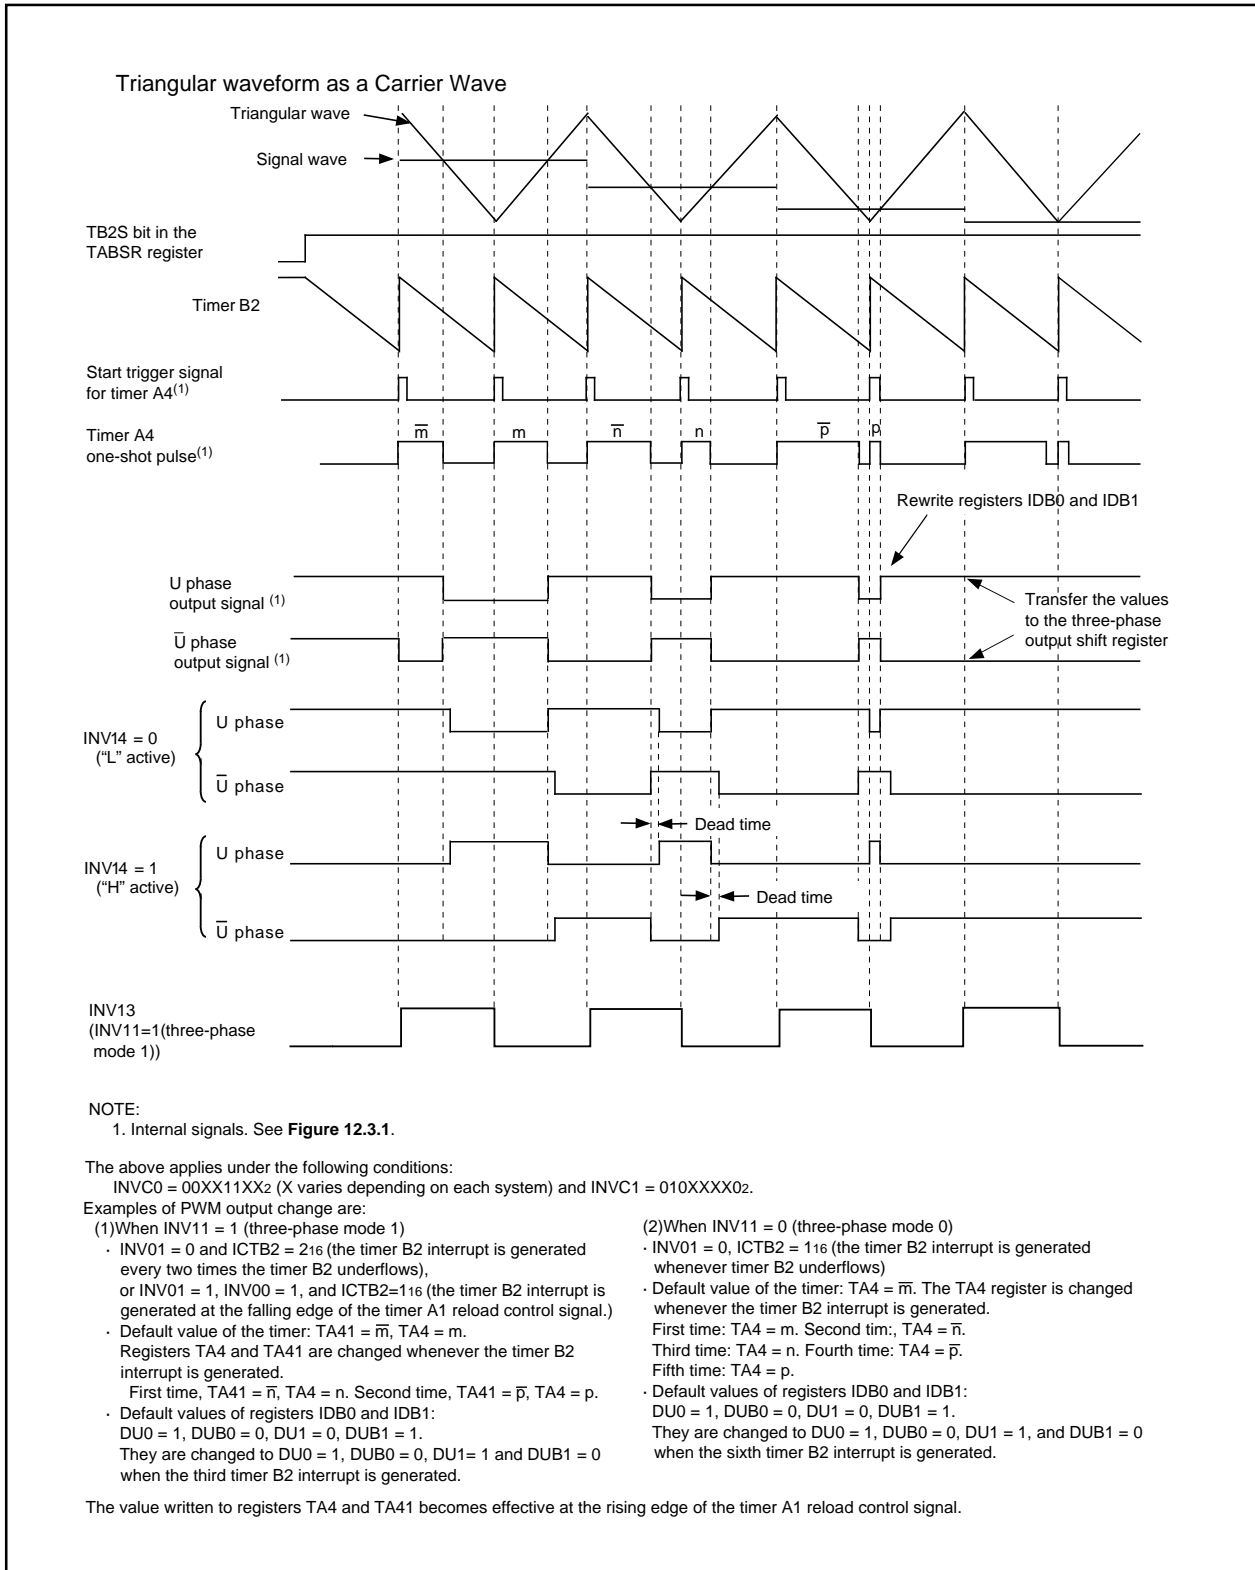 Triangular waveform as a Carrier Wave
Triangular wave
Signal wave
TB2S bit in the
TABSR register
Timer B2
Start trigger signal
for timer A4(1)
Timer A4
one-shot pulse(1)
m̅ m n̅ n p̅ p
Rewrite registers IDB0 and IDB1
U phase
output signal (1)
Transfer the values
to the three-phase
output shift register
U̅ phase
output signal (1)
INV14 = 0
(“L” active)
U phase
U̅ phase
Dead time
INV14 = 1
(“H” active)
U phase
Dead time
U̅ phase
INV13
(INV11=1(three-phase
mode 1))
NOTE:
1. Internal signals. See Figure 12.3.1.
The above applies under the following conditions:
INVC0 = 00XX11XX2 (X varies depending on each system) and INVC1 = 010XXXX02.
Examples of PWM output change are:
(1)When INV11 = 1 (three-phase mode 1)
· INV01 = 0 and ICTB2 = 216 (the timer B2 interrupt is generated
every two times the timer B2 underflows),
or INV01 = 1, INV00 = 1, and ICTB2=116 (the timer B2 interrupt is
generated at the falling edge of the timer A1 reload control signal.)
· Default value of the timer: TA41 = m̅, TA4 = m.
Registers TA4 and TA41 are changed whenever the timer B2
interrupt is generated.
First time, TA41 = n̅, TA4 = n. Second time, TA41 = p̅, TA4 = p.
· Default values of registers IDB0 and IDB1:
DU0 = 1, DUB0 = 0, DU1 = 0, DUB1 = 1.
They are changed to DU0 = 1, DUB0 = 0, DU1= 1 and DUB1 = 0
when the third timer B2 interrupt is generated.
(2)When INV11 = 0 (three-phase mode 0)
· INV01 = 0, ICTB2 = 116 (the timer B2 interrupt is generated
whenever timer B2 underflows)
· Default value of the timer: TA4 = m̅. The TA4 register is changed
whenever the timer B2 interrupt is generated.
First time: TA4 = m. Second tim:, TA4 = n̅.
Third time: TA4 = n. Fourth time: TA4 = p̅.
Fifth time: TA4 = p.
· Default values of registers IDB0 and IDB1:
DU0 = 1, DUB0 = 0, DU1 = 0, DUB1 = 1.
They are changed to DU0 = 1, DUB0 = 0, DU1 = 1, and DUB1 = 0
when the sixth timer B2 interrupt is generated.
The value written to registers TA4 and TA41 becomes effective at the rising edge of the timer A1 reload control signal.